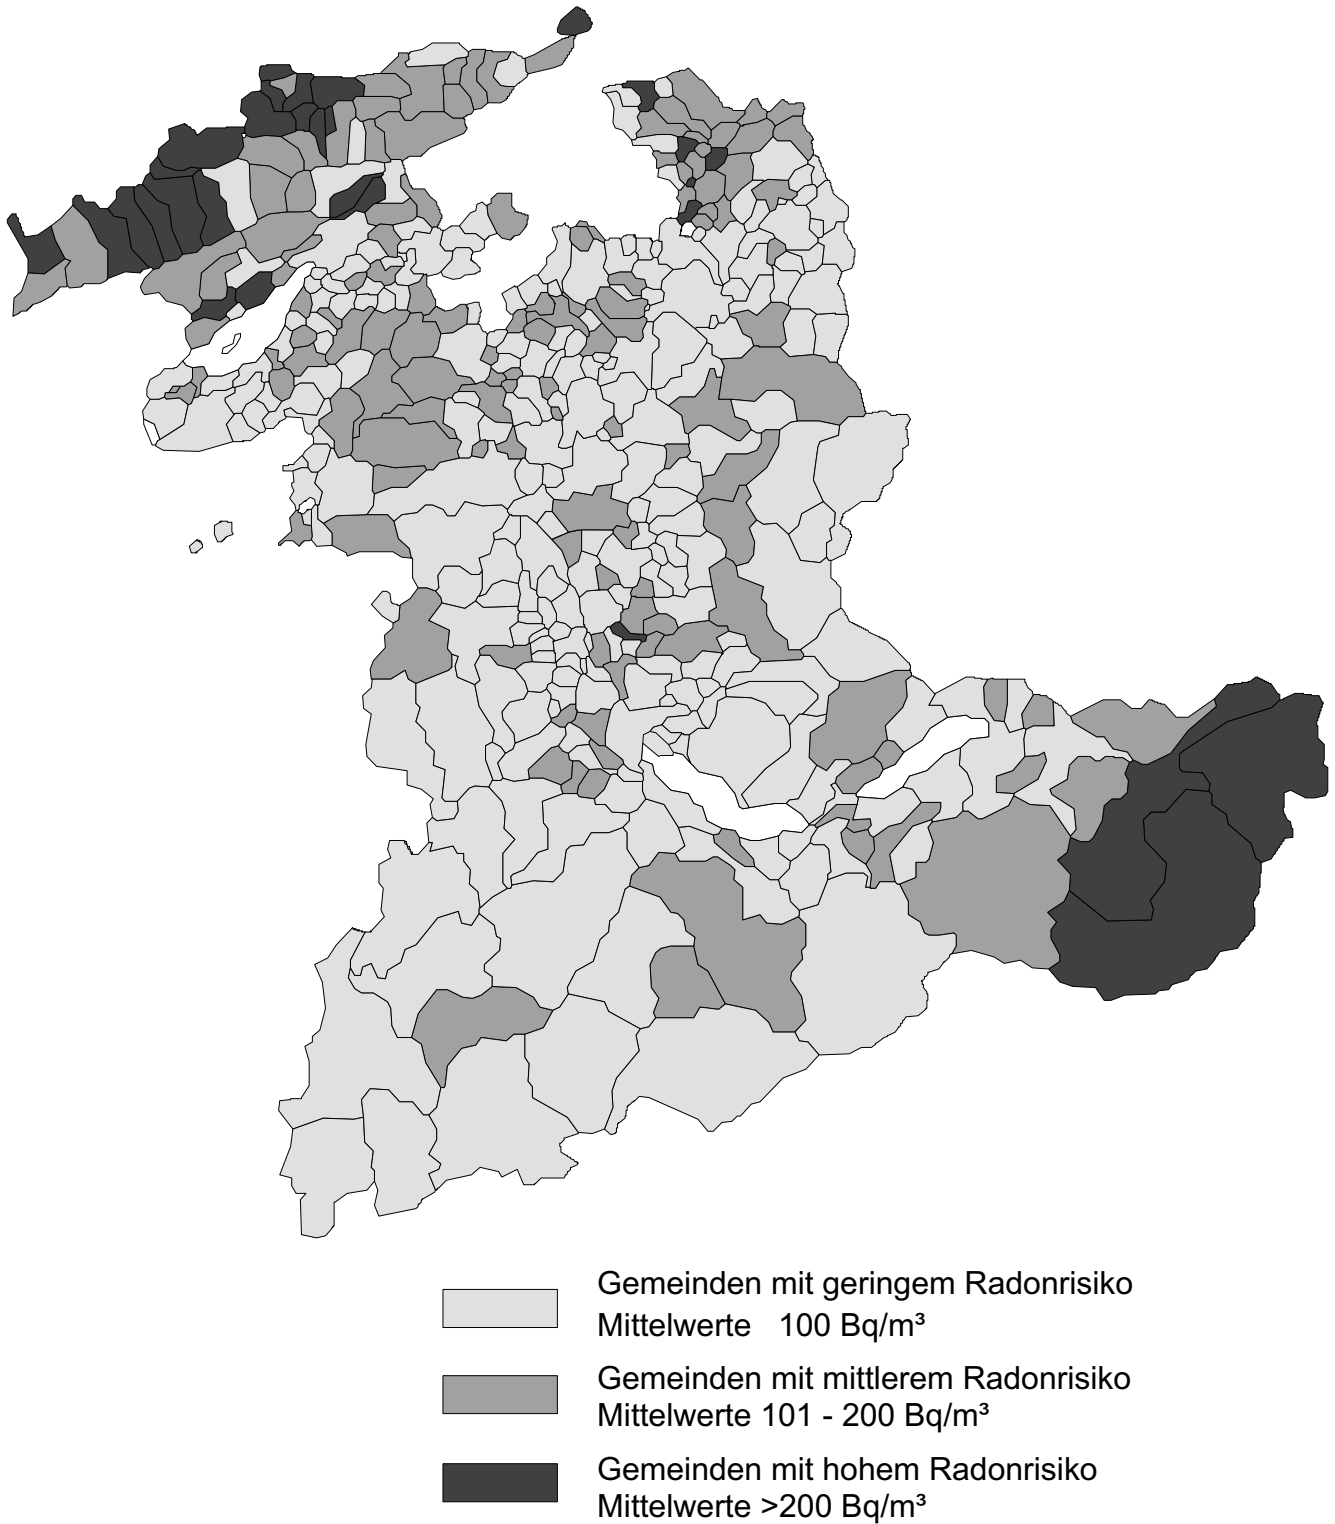 Gemeinden mit geringem Radonrisiko
Mittelwerte 100 Bq/m³
Gemeinden mit mittlerem Radonrisiko
Mittelwerte 101 - 200 Bq/m³
Gemeinden mit hohem Radonrisiko
Mittelwerte >200 Bq/m³